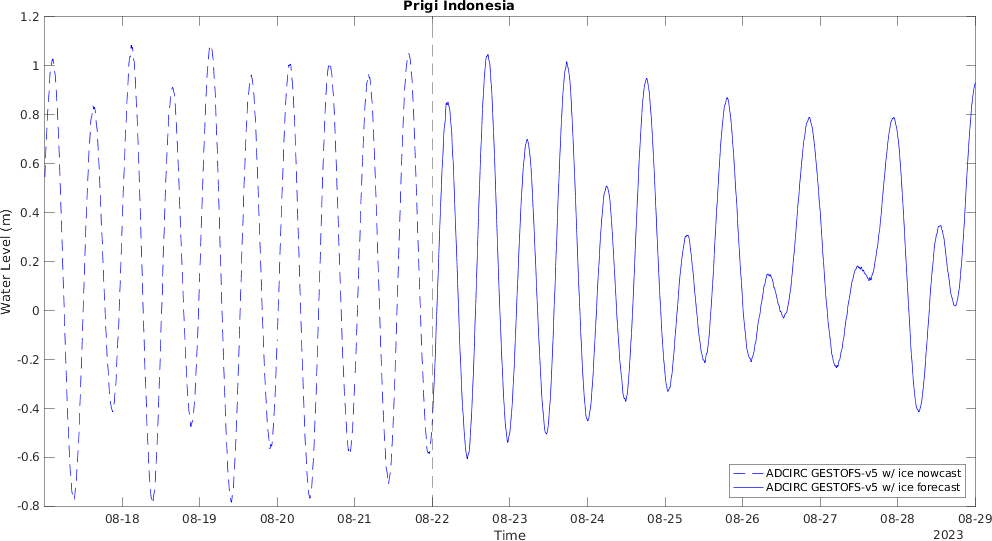 Prigi Indonesia
Water Level (m)
1.2
1
0.8
0.6
0.4
0.2
0
-0.2
-0.4
-0.6
-0.8
ADCIRC GESTOFS-v5 w/ ice nowcast
ADCIRC GESTOFS-v5 w/ ice forecast
08-18 08-19 08-20 08-21 08-22 08-23 08-24 08-25 08-26 08-27 08-28 08-29
Time
2023